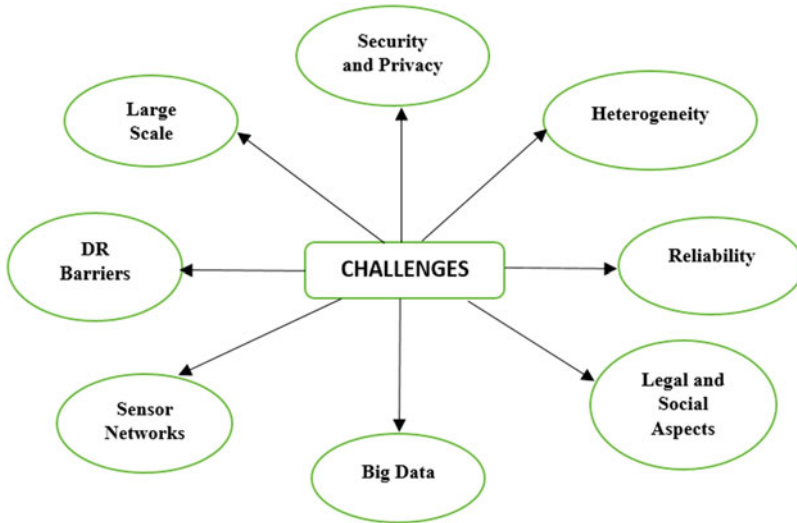 Security
and Privacy
Large
Scale
Heterogeneity
DR
Barriers
CHALLENGES
Reliability
Sensor
Networks
Big Data
Legal and
Social
Aspects